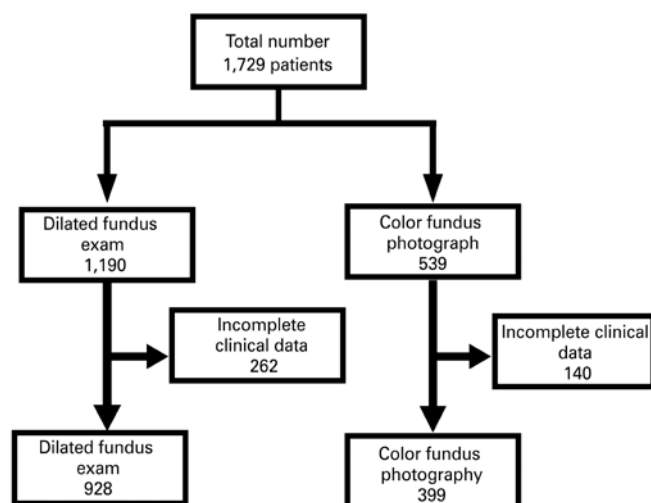 Total number
1,729 patients
Dilated fundus
exam
1,190
Color fundus
photograph
539
Incomplete
clinical data
262
Incomplete clinical
data
140
Dilated fundus
exam
928
Color fundus
photography
399